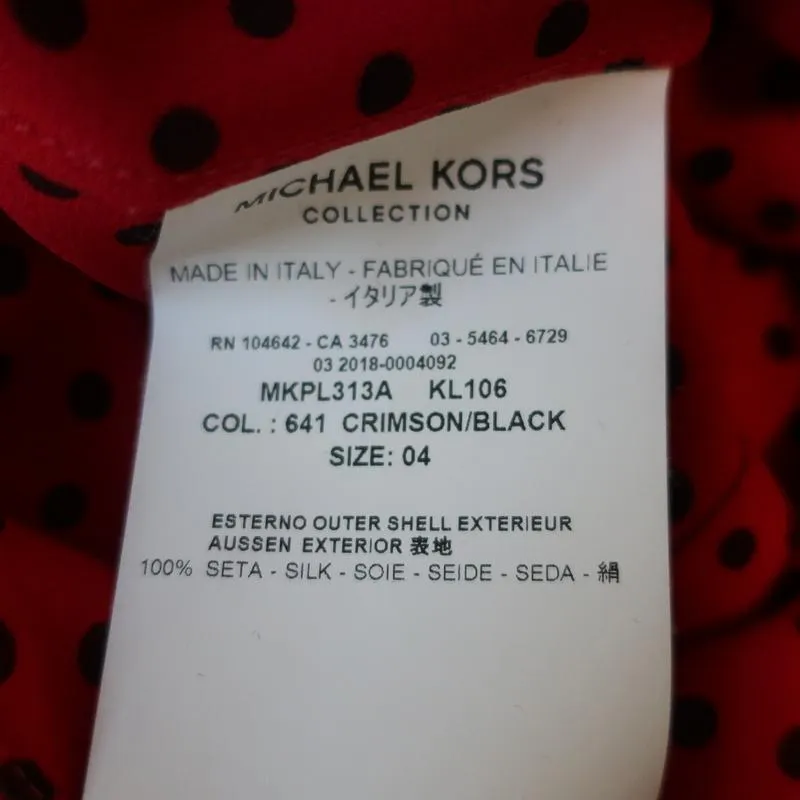 MICHAEL KORS
COLLECTION
MADE IN ITALY - FABRIQUÉ EN ITALIE
- イタリア製
RN 104642 - CA 3476 03 - 5464 - 6729
03 2018-0004092
MKPL313A KL106
COL. : 641 CRIMSON/BLACK
SIZE: 04
ESTERNO OUTER SHELL EXTERIEUR
AUSSEN EXTERIOR 表地
100% SETA - SILK - SOIE - SEIDE - SEDA - 絹